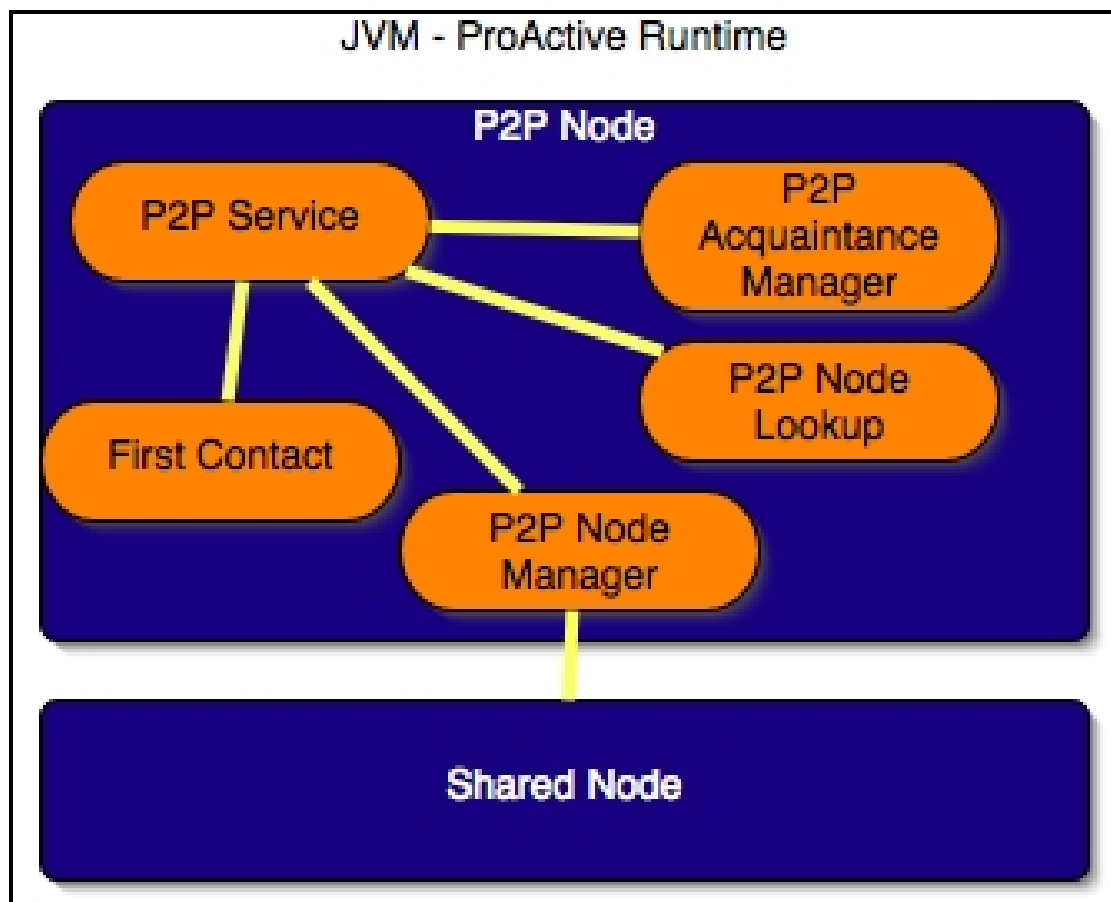 JVM - ProActive Runtime
P2P Node
P2P Service
P2P
Acquaintance
Manager
P2P Node
Lookup
First Contact
P2P Node
Manager
Shared Node